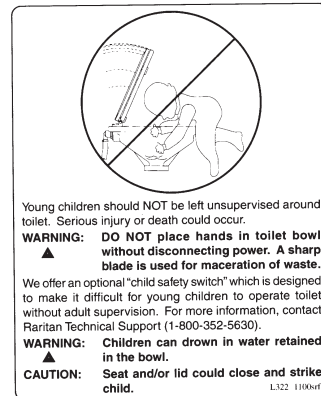 Young children should NOT be left unsupervised around
toilet. Serious injury or death could occur.
WARNING: DO NOT place hands in toilet bowl
without disconnecting power. A sharp
blade is used for maceration of waste.
We offer an optional "child safety switch" which is designed
to make it difficult for young children to operate toilet
without adult supervision. For more information, contact
Raritan Technical Support (1-800-352-5630).
WARNING: Children can drown in water retained
in the bowl.
CAUTION: Seat and/or lid could close and strike
child. L322 1100srf